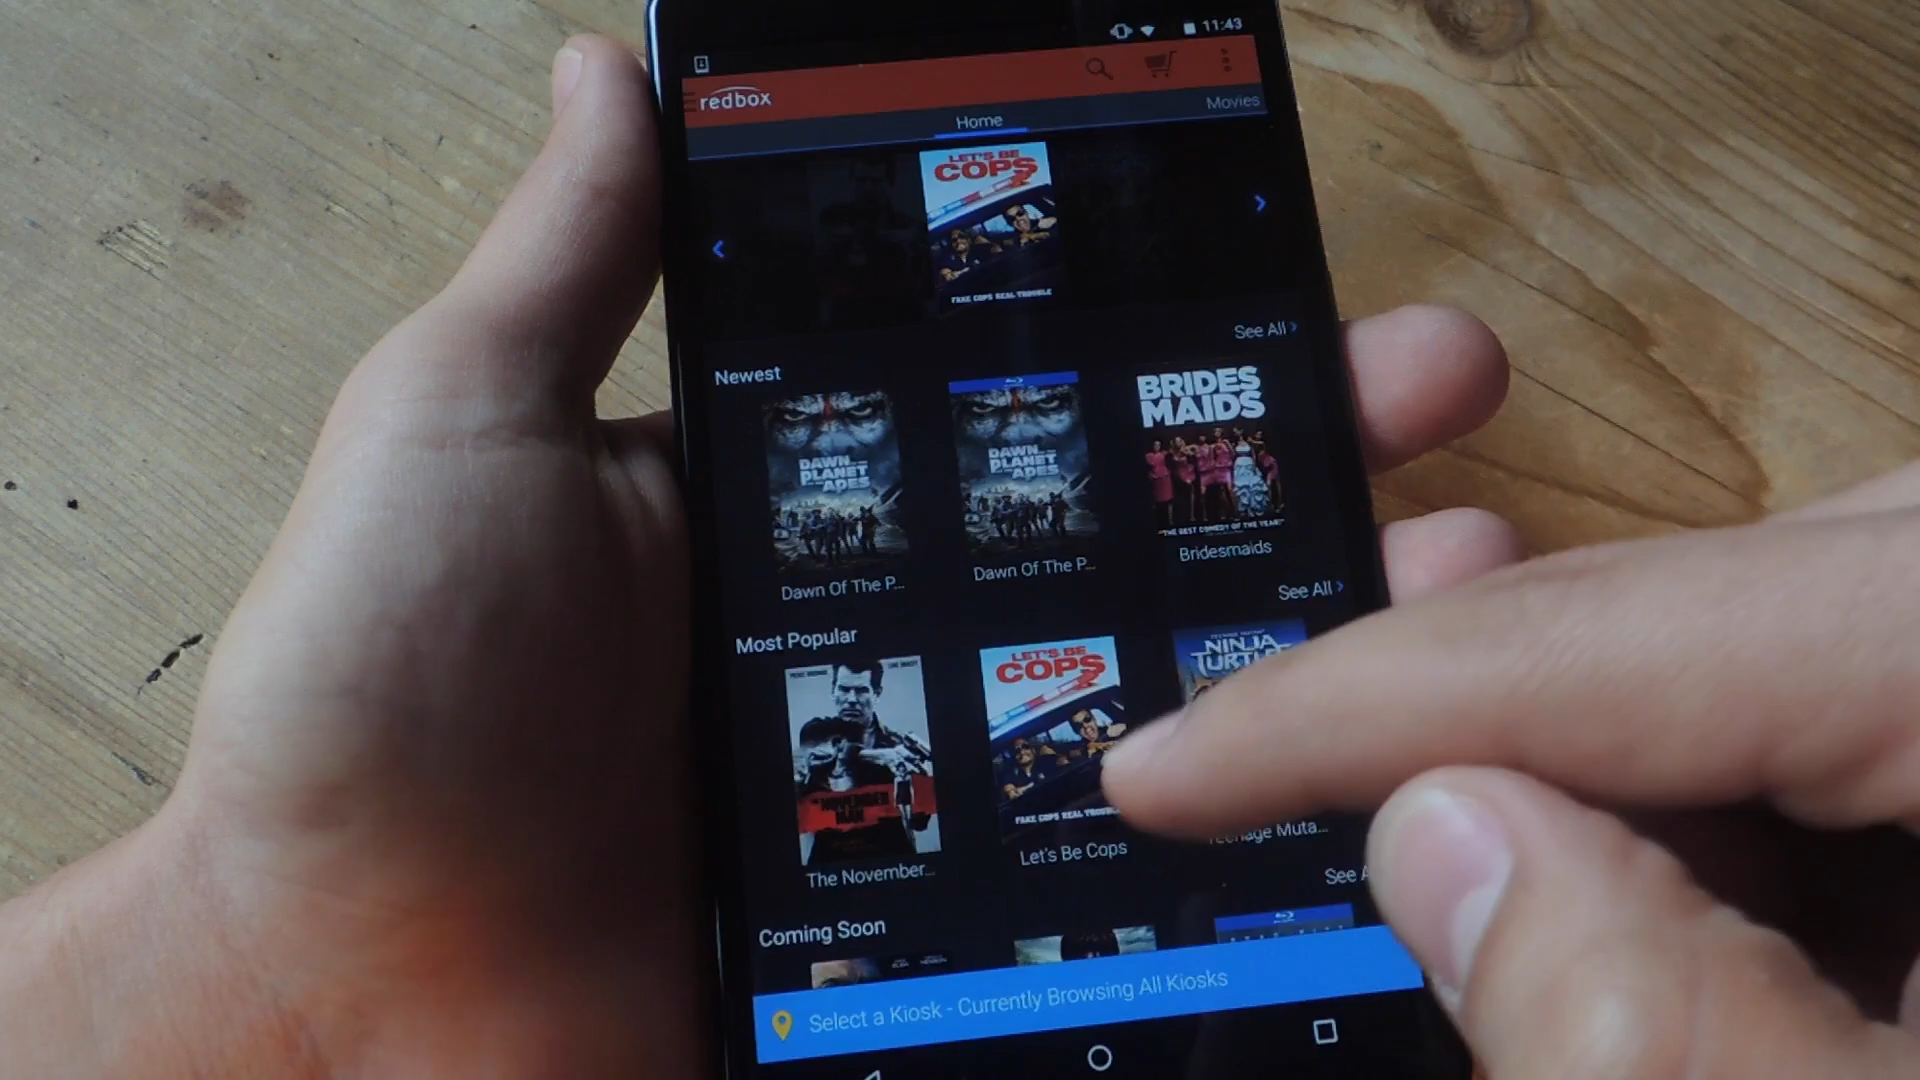 11:43
redbox
Home
Movies
LET'S BE
COPS
FAKE COPS REAL TROUBLE
See All
Newest
DAWN
PLANET
APES
DAWN
PLANET
APES
BRIDES
MAIDS
"THE BEST COMEDY OF THE YEAR!"
Dawn Of The P...
Dawn Of The P...
Bridesmaids
See All
Most Popular
NOVEMBER
MAN
LET'S BE
COPS
FAKE COPS REAL TROUBLE
NINJA
TURTLE
The November...
Let's Be Cops
Teenage Muta...
See A
Coming Soon
Select a Kiosk - Currently Browsing All Kiosks